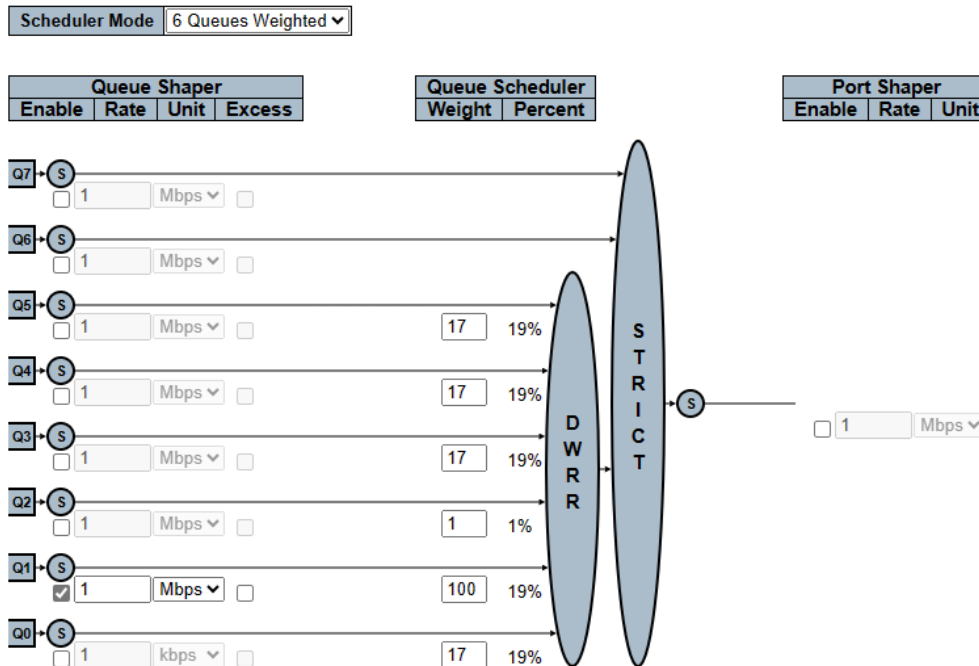 Scheduler Mode 6 Queues Weighted
Queue Shaper Queue Scheduler Port Shaper
Enable Rate Unit Excess Weight Percent Enable Rate Unit
Q7 S
1 Mbps
Q6 S
1 Mbps
Q5 S
1 Mbps 17 19%
Q4 S
1 Mbps 17 19%
Q3 S
1 Mbps 17 19%
Q2 S
1 Mbps 1 1%
Q1 S
1 Mbps 100 19%
Q0 S
1 kbps 17 19%
DWRR
STRICT
S
1 Mbps